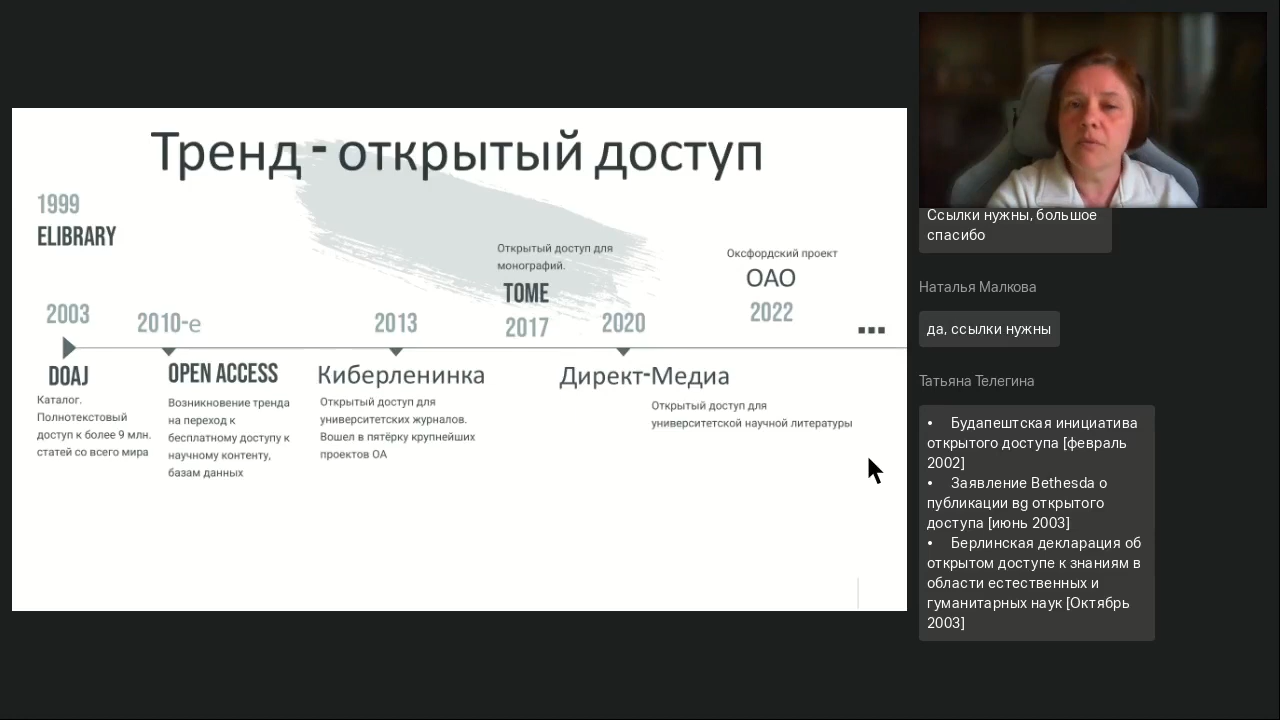 Тренд - открытый доступ
1999
ELIBRARY
Открытый доступ для
монографий.
TOME
2017
Оксфордский проект
ОАО
2022
2003
2010-е
2013
2020
...
DOAJ
Каталог.
Полнотекстовый
доступ к более 9 млн.
статей со всего мира
OPEN ACCESS
Возникновение тренда
на переход к
бесплатному доступу к
научному контенту,
базам данных
Киберленинка
Открытый доступ для
университетских журналов.
Вошел в пятёрку крупнейших
проектов ОА
Директ-Медиа
Открытый доступ для
университетской научной литературы
Ссылки нужны, большое
спасибо
Наталья Малкова
да, ссылки нужны
Татьяна Телегина
• Будапештская инициатива
открытого доступа [февраль
2002]
• Заявление Bethesda о
публикации вg открытого
доступа [июнь 2003]
• Берлинская декларация об
открытом доступе к знаниям в
области естественных и
гуманитарных наук [Октябрь
2003]